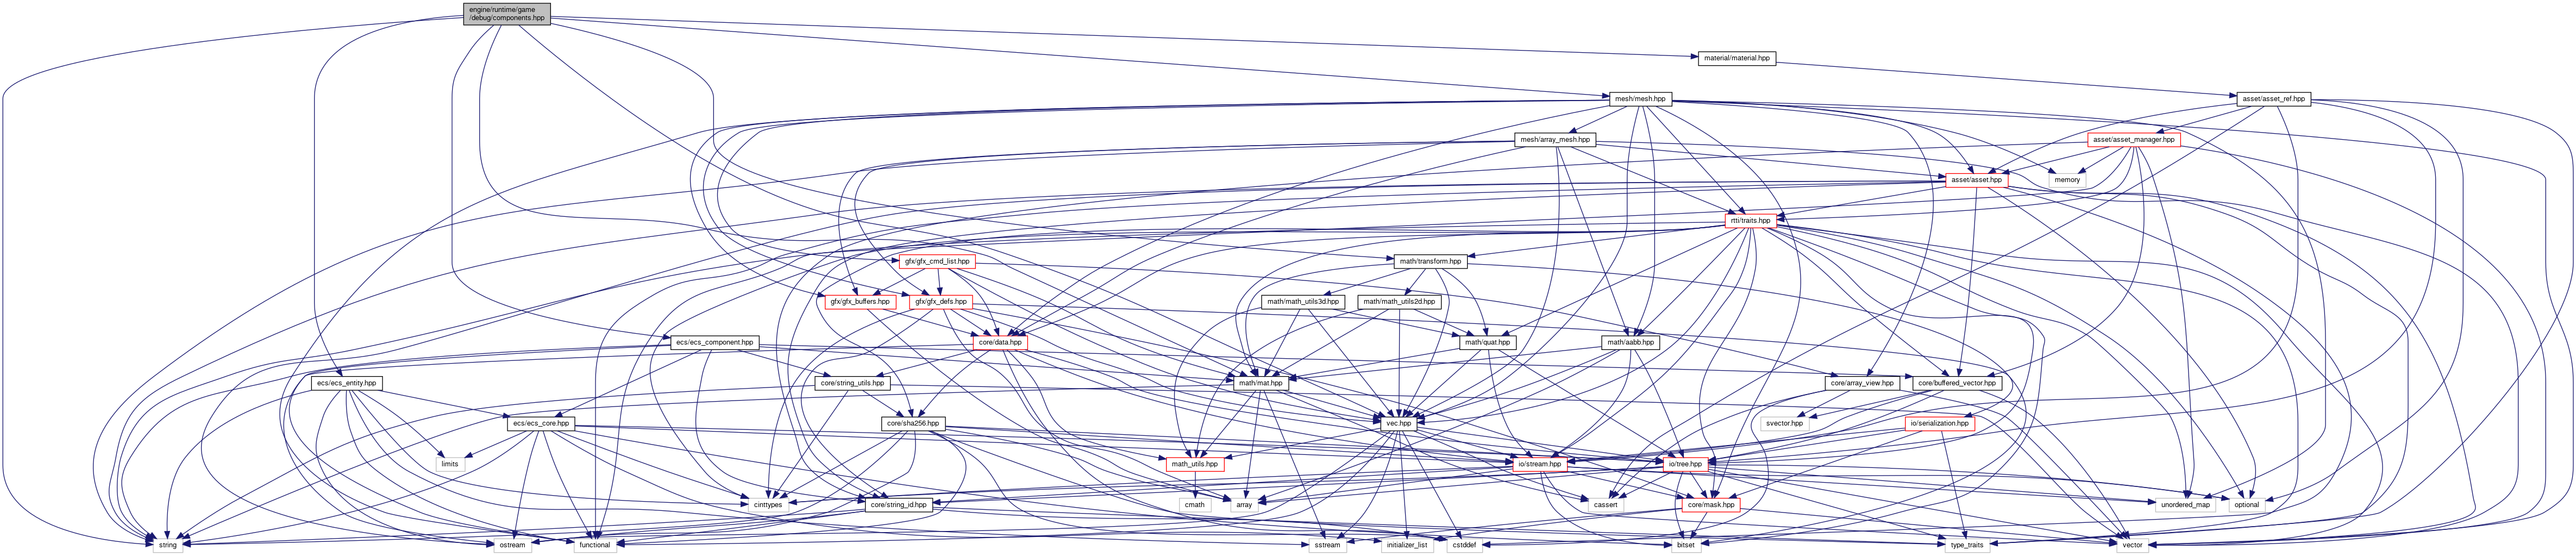 engine/runtime/game
/debug/components.hpp
material/material.hpp
mesh/mesh.hpp
asset/asset_ref.hpp
mesh/array_mesh.hpp
asset/asset_manager.hpp
memory
asset/asset.hpp
rtti/traits.hpp
gfx/gfx_cmd_list.hpp
math/transform.hpp
gfx/gfx_buffers.hpp
gfx/gfx_defs.hpp
math/math_utils3d.hpp
math/math_utils2d.hpp
ecs/ecs_component.hpp
core/data.hpp
math/quat.hpp
math/aabb.hpp
ecs/ecs_entity.hpp
core/string_utils.hpp
math/mat.hpp
core/array_view.hpp
core/buffered_vector.hpp
ecs/ecs_core.hpp
core/sha256.hpp
vec.hpp
svector.hpp
io/serialization.hpp
limits
math_utils.hpp
io/stream.hpp
io/tree.hpp
cinttypes
core/string_id.hpp
cmath
array
cassert
core/mask.hpp
unordered_map
optional
string
ostream
functional
sstream
initializer_list
cstddef
bitset
type_traits
vector